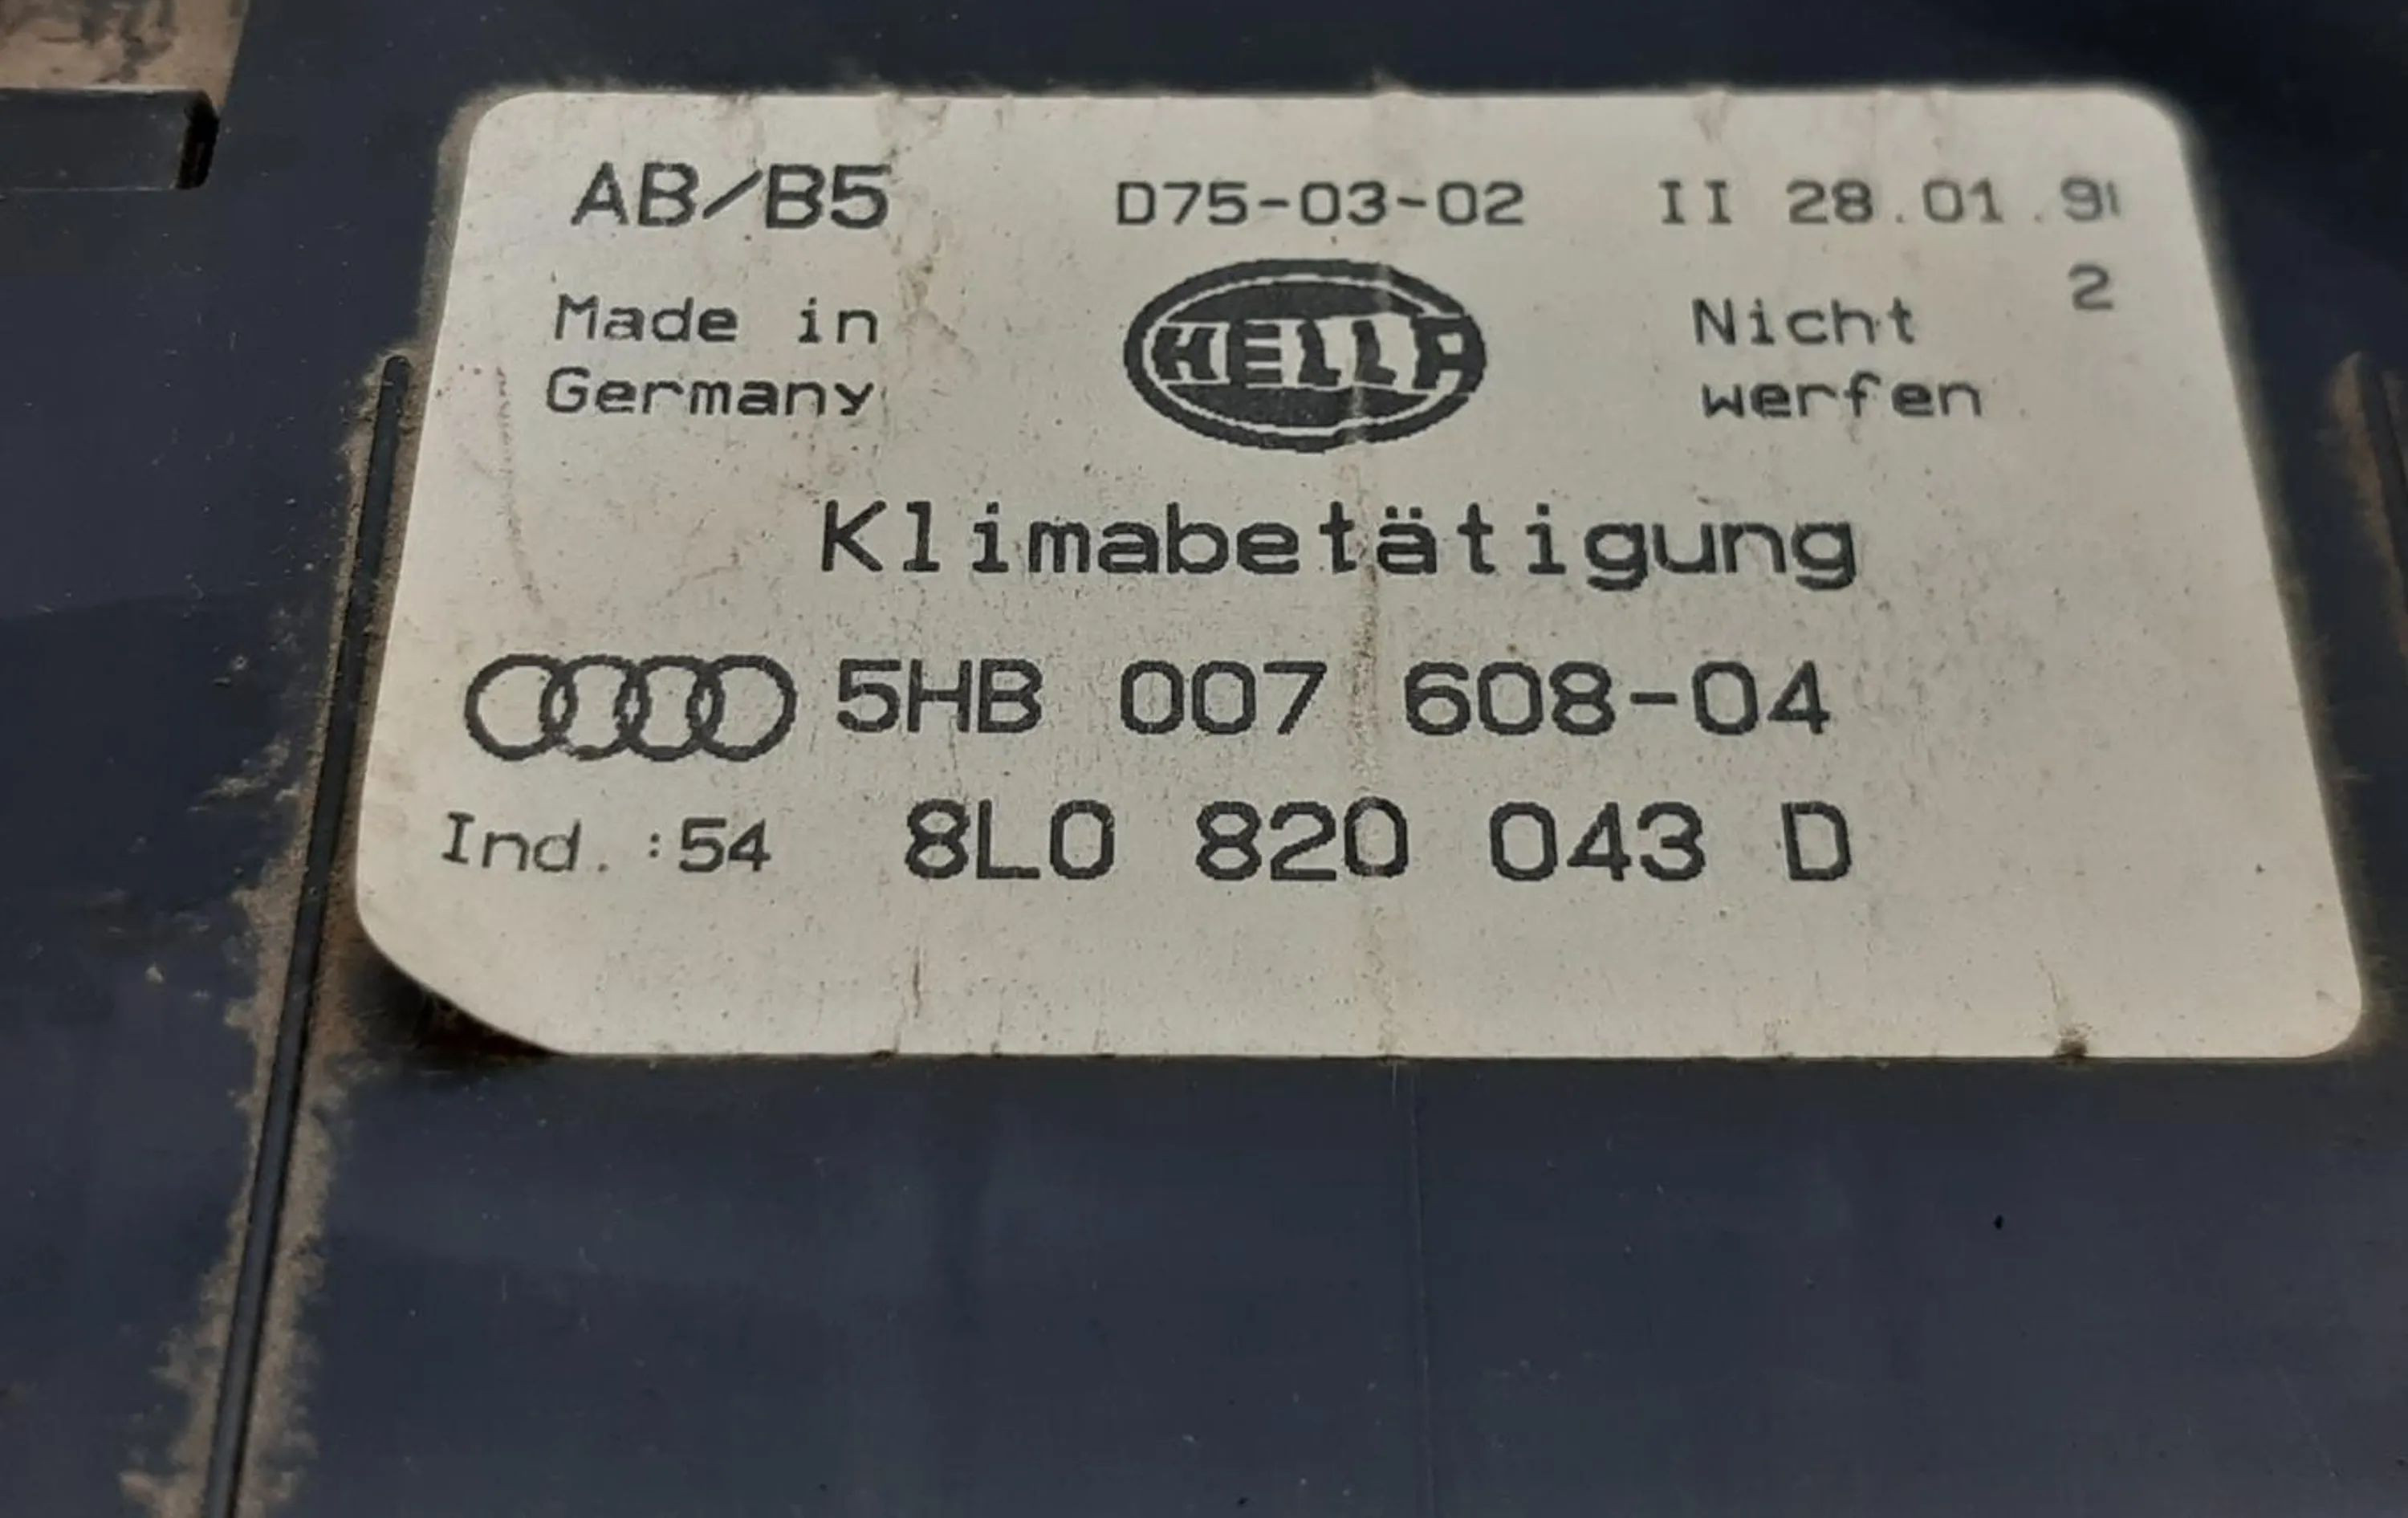 AB/B5 D75-03-02 II 28.01.9
2
Made in HELLA Nicht
Germany werfen
Klimabetätigung
5HB 007 608-04
Ind.:54 8L0 820 043 D